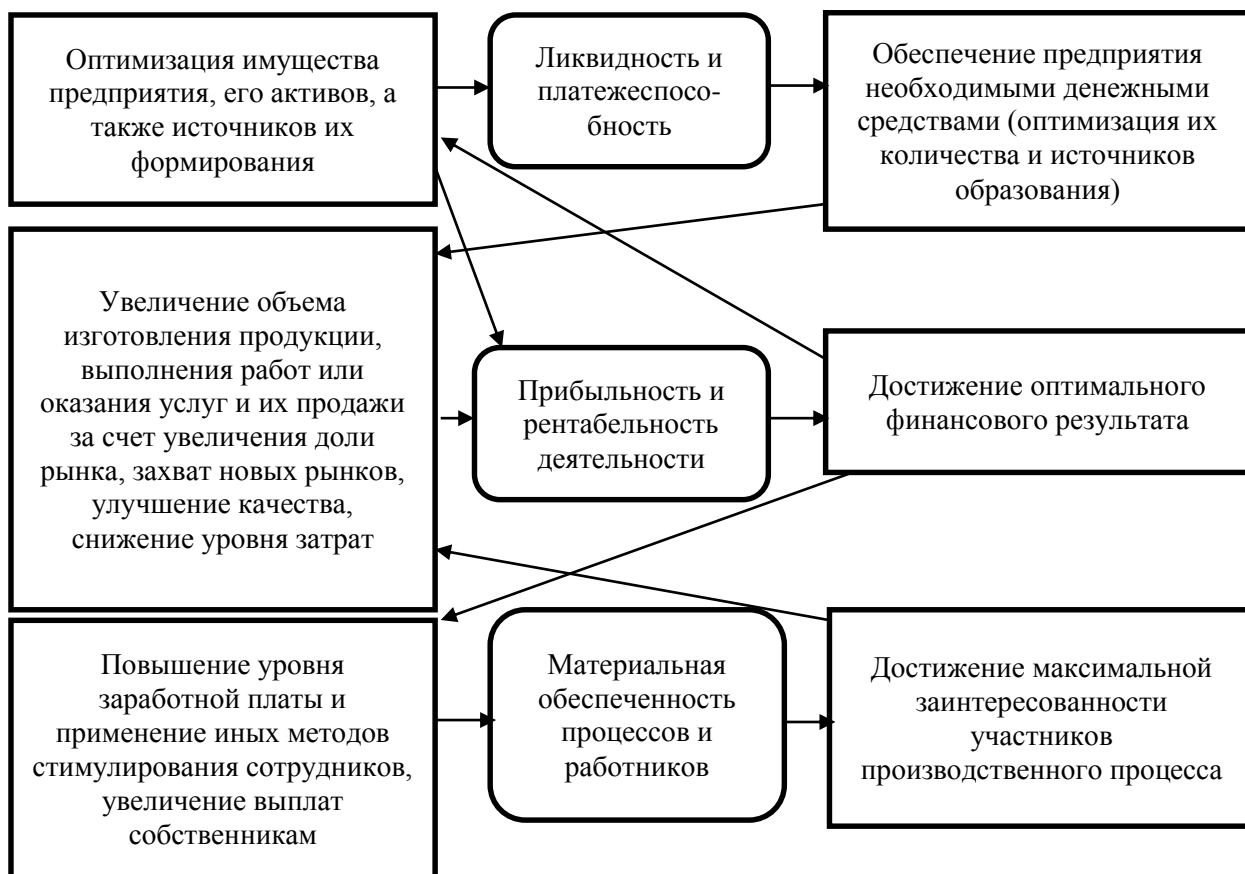 Оптимизация имущества
предприятия, его активов, а
также источников их
формирования
Ликвидность и
платежеспосо-
бность
Обеспечение предприятия
необходимыми денежными
средствами (оптимизация их
количества и источников
образования)
Увеличение объема
изготовления продукции,
выполнения работ или
оказания услуг и их продажи
за счет увеличения доли
рынка, захват новых рынков,
улучшение качества,
снижение уровня затрат
Прибыльность и
рентабельность
деятельности
Достижение оптимального
финансового результата
Повышение уровня
заработной платы и
применение иных методов
стимулирования сотрудников,
увеличение выплат
собственникам
Материальная
обеспеченность
процессов и
работников
Достижение максимальной
заинтересованности
участников
производственного процесса